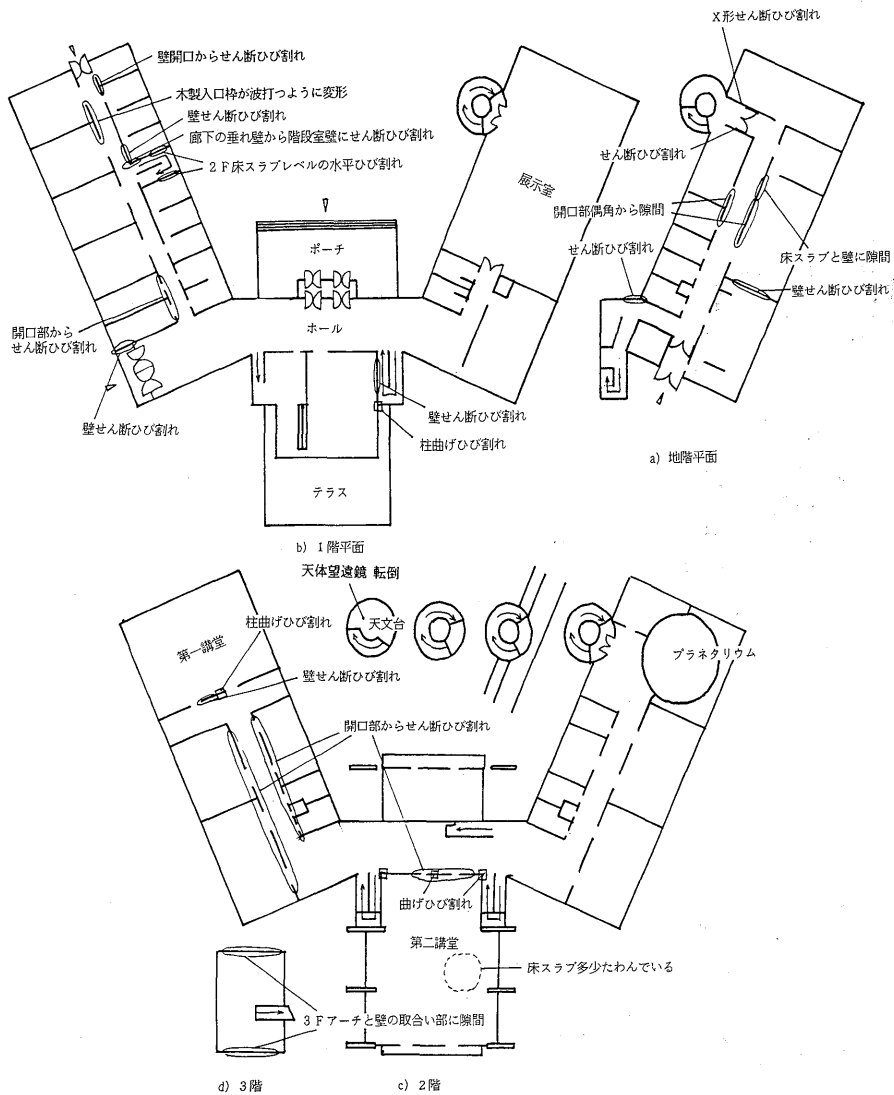 X形せん断ひび割れ
壁開口からせん断ひび割れ
木製入口枠が波打つように変形
壁せん断ひび割れ
廊下の垂れ壁から階段室壁にせん断ひび割れ
2F床スラブレベルの水平ひび割れ
せん断ひび割れ
展示室
開口部偶角から隙間
ポーチ
せん断ひび割れ
床スラブと壁に隙間
壁せん断ひび割れ
開口部から
せん断ひび割れ
ホール
壁せん断ひび割れ
壁せん断ひび割れ
柱曲げひび割れ
a) 地階平面
テラス
b) 1階平面
天体望遠鏡 転倒
天文台
柱曲げひび割れ
第一講堂
プラネタリウム
壁せん断ひび割れ
開口部からせん断ひび割れ
曲げひび割れ
第二講堂
床スラブ多少たわんでいる
3Fアーチと壁の取合い部に隙間
d) 3階
c) 2階